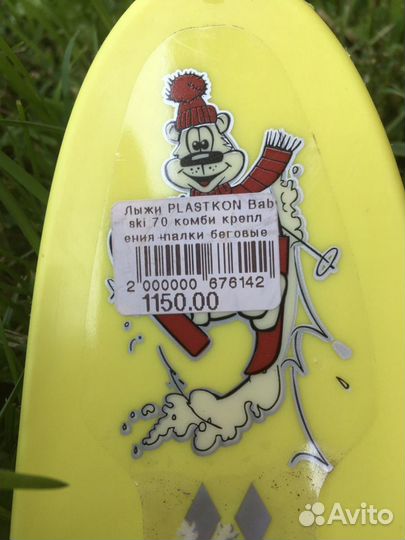 Лыжи PLASTKON Bab
ski 70 комби крепл
ения +палки беговые
2 000000 676142
1150.00
Avito